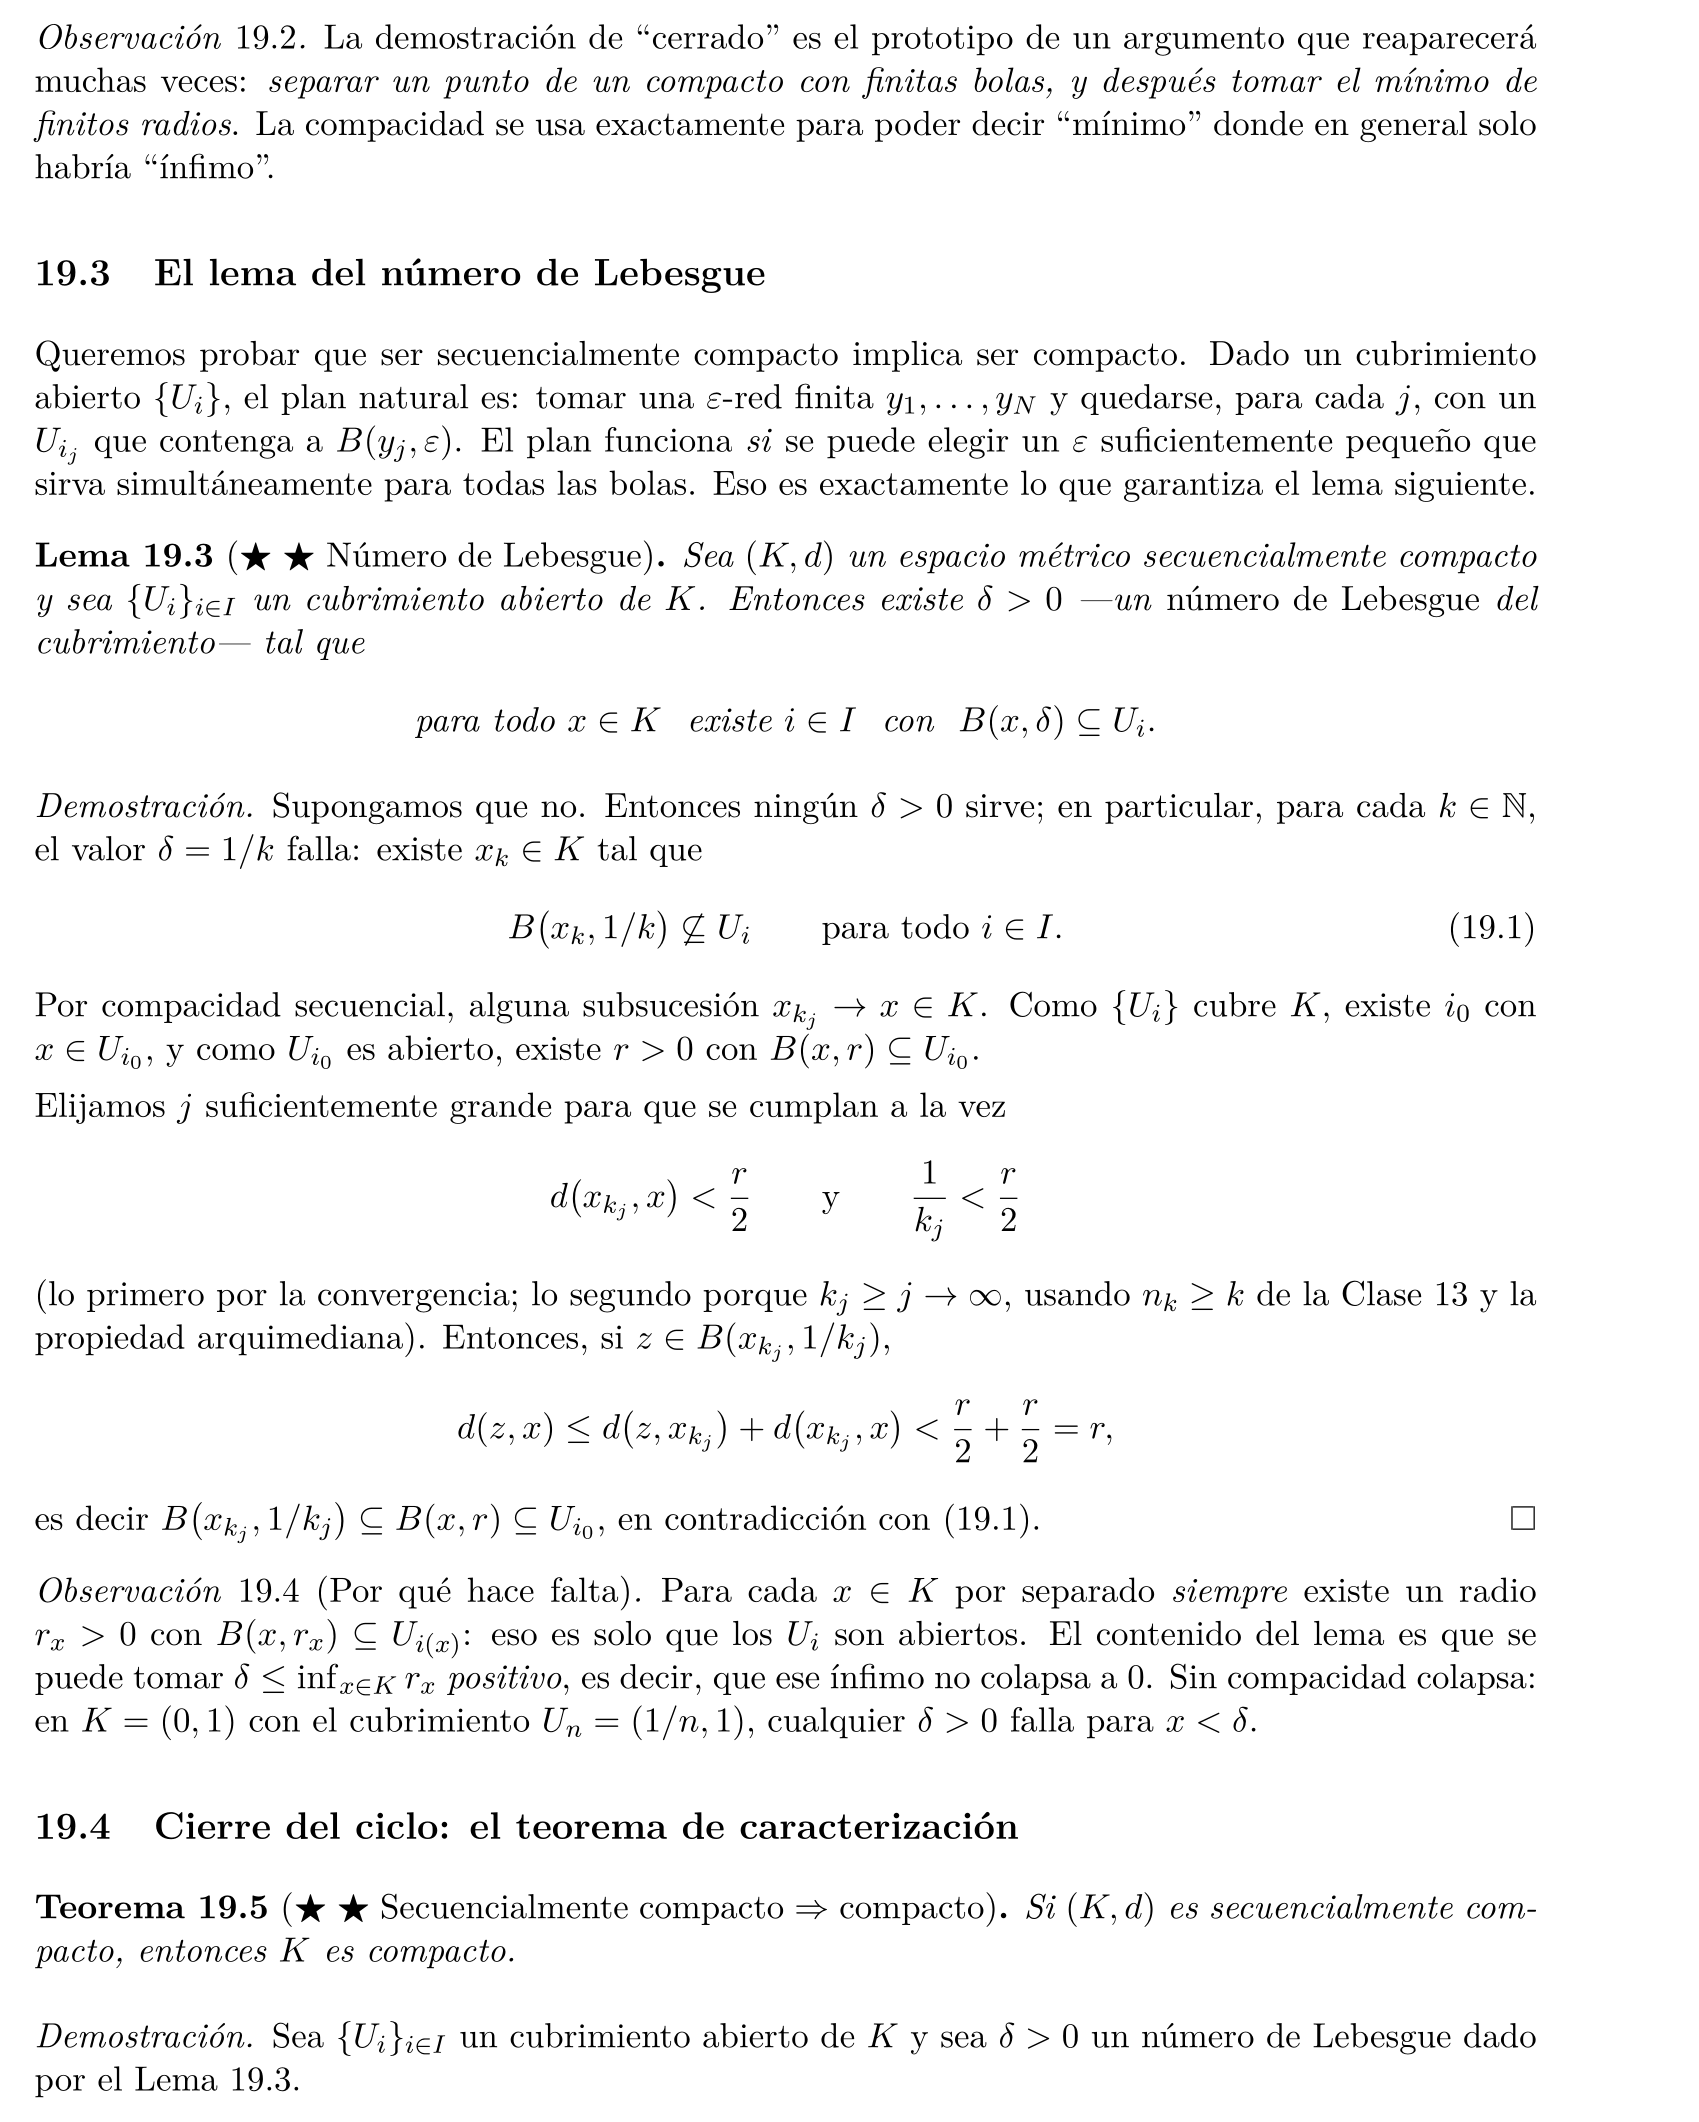 Observación 19.2. La demostración de “cerrado” es el prototipo de un argumento que reaparecerá
muchas veces: separar un punto de un compacto con finitas bolas, y después tomar el mínimo de
finitos radios. La compacidad se usa exactamente para poder decir “mínimo” donde en general solo
habría “ínfimo”.
19.3 El lema del número de Lebesgue
Queremos probar que ser secuencialmente compacto implica ser compacto. Dado un cubrimiento
abierto {U_i}, el plan natural es: tomar una ε-red finita y_1, . . . , y_N y quedarse, para cada j, con un
U_{i_j} que contenga a B(y_j, ε). El plan funciona si se puede elegir un ε suficientemente pequeño que
sirva simultáneamente para todas las bolas. Eso es exactamente lo que garantiza el lema siguiente.
Lema 19.3 (★ ★ Número de Lebesgue). Sea (K, d) un espacio métrico secuencialmente compacto
y sea {U_i}_{i∈I} un cubrimiento abierto de K. Entonces existe δ > 0 —un número de Lebesgue del
cubrimiento— tal que
para todo x ∈ K existe i ∈ I con B(x, δ) ⊆ U_i.
Demostración. Supongamos que no. Entonces ningún δ > 0 sirve; en particular, para cada k ∈ ℕ,
el valor δ = 1/k falla: existe x_k ∈ K tal que
B(x_k, 1/k) ⊈ U_i para todo i ∈ I. (19.1)
Por compacidad secuencial, alguna subsucesión x_{k_j} → x ∈ K. Como {U_i} cubre K, existe i_0 con
x ∈ U_{i_0}, y como U_{i_0} es abierto, existe r > 0 con B(x, r) ⊆ U_{i_0}.
Elijamos j suficientemente grande para que se cumplan a la vez
d(x_{k_j}, x) < r/2 y 1/k_j < r/2
(lo primero por la convergencia; lo segundo porque k_j ≥ j → ∞, usando n_k ≥ k de la Clase 13 y la
propiedad arquimediana). Entonces, si z ∈ B(x_{k_j}, 1/k_j),
d(z, x) ≤ d(z, x_{k_j}) + d(x_{k_j}, x) < r/2 + r/2 = r,
es decir B(x_{k_j}, 1/k_j) ⊆ B(x, r) ⊆ U_{i_0}, en contradicción con (19.1). □
Observación 19.4 (Por qué hace falta). Para cada x ∈ K por separado siempre existe un radio
r_x > 0 con B(x, r_x) ⊆ U_{i(x)}: eso es solo que los U_i son abiertos. El contenido del lema es que se
puede tomar δ ≤ inf_{x∈K} r_x positivo, es decir, que ese ínfimo no colapsa a 0. Sin compacidad colapsa:
en K = (0, 1) con el cubrimiento U_n = (1/n, 1), cualquier δ > 0 falla para x < δ.
19.4 Cierre del ciclo: el teorema de caracterización
Teorema 19.5 (★ ★ Secuencialmente compacto ⇒ compacto). Si (K, d) es secuencialmente com-
pacto, entonces K es compacto.
Demostración. Sea {U_i}_{i∈I} un cubrimiento abierto de K y sea δ > 0 un número de Lebesgue dado
por el Lema 19.3.